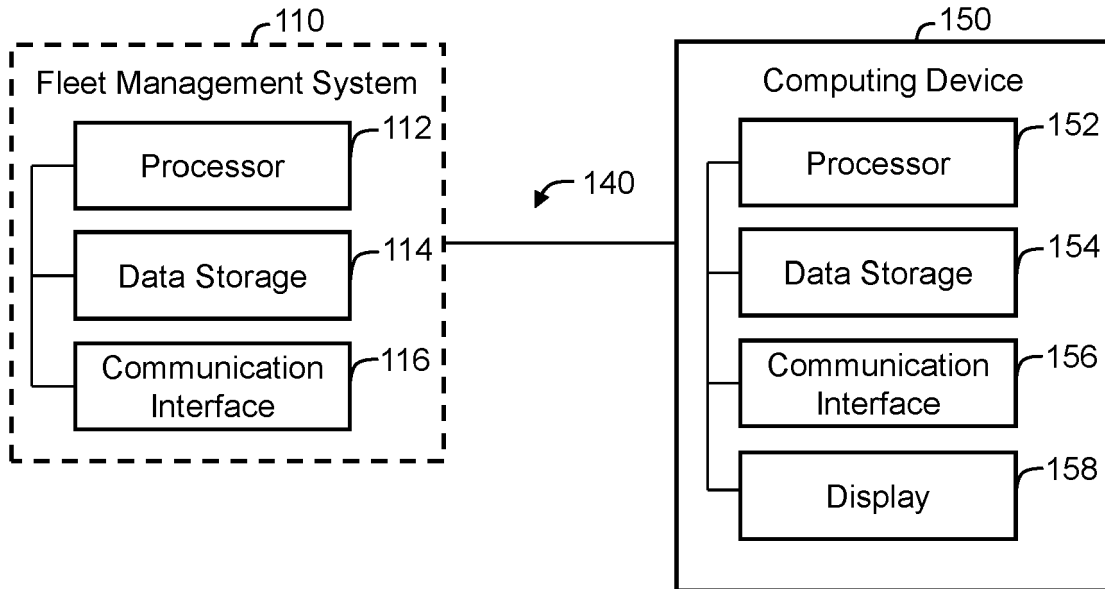 110
Fleet Management System
Processor
112
Data Storage
114
Communication
Interface
116
140
150
Computing Device
Processor
152
Data Storage
154
Communication
Interface
156
Display
158